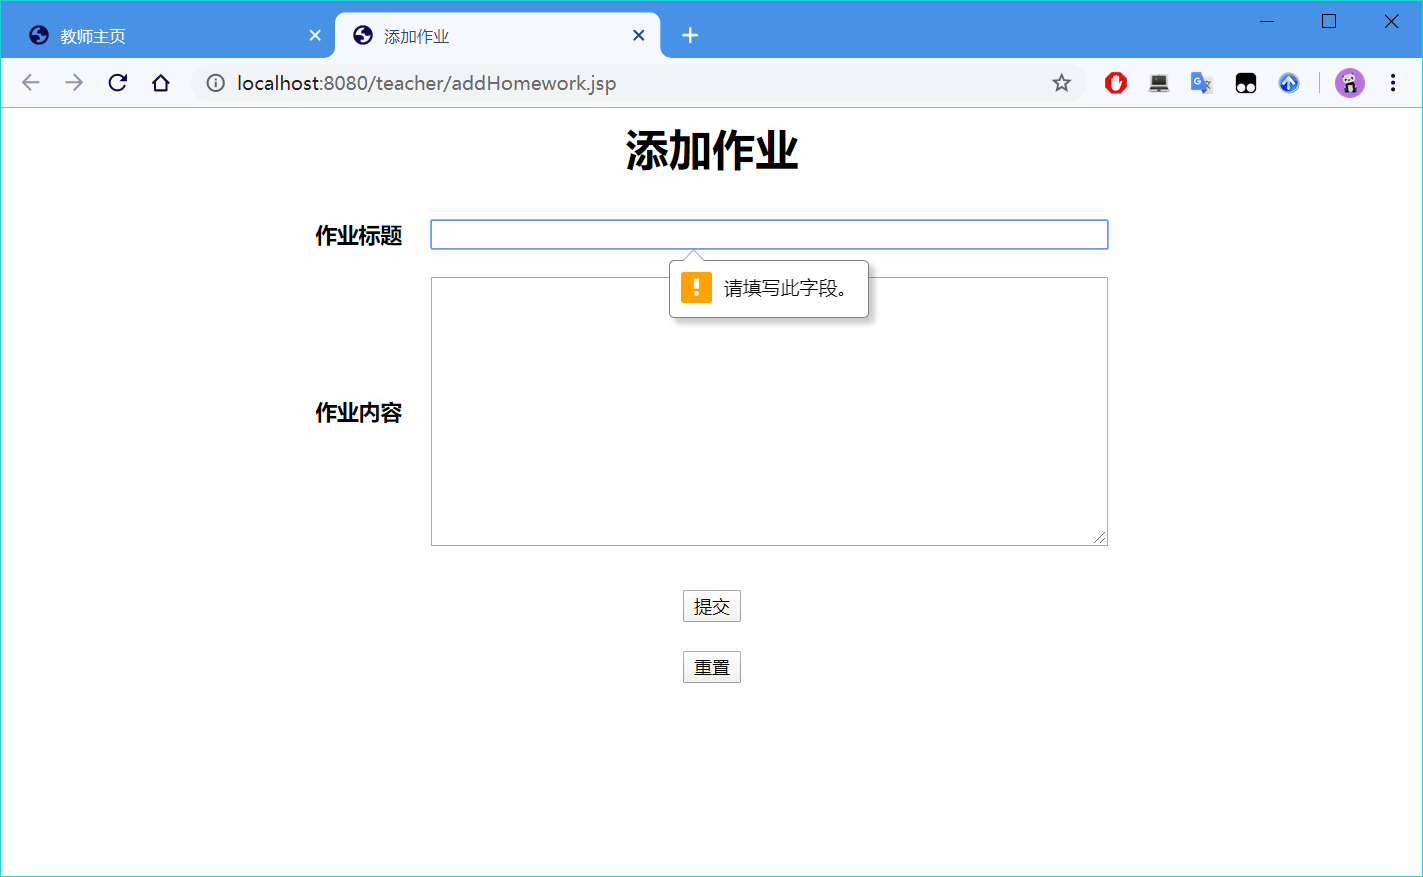 教师主页
添加作业
localhost:8080/teacher/addHomework.jsp
添加作业
作业标题
请填写此字段。
作业内容
提交
重置